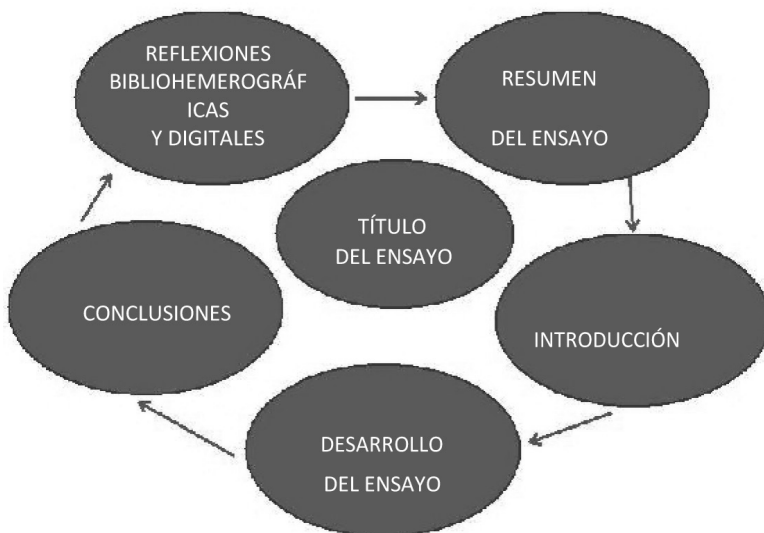 REFLEXIONES
BIBLIOHEMEROGRÁF
ICAS
Y DIGITALES
RESUMEN
DEL ENSAYO
TÍTULO
DEL ENSAYO
CONCLUSIONES
INTRODUCCIÓN
DESARROLLO
DEL ENSAYO